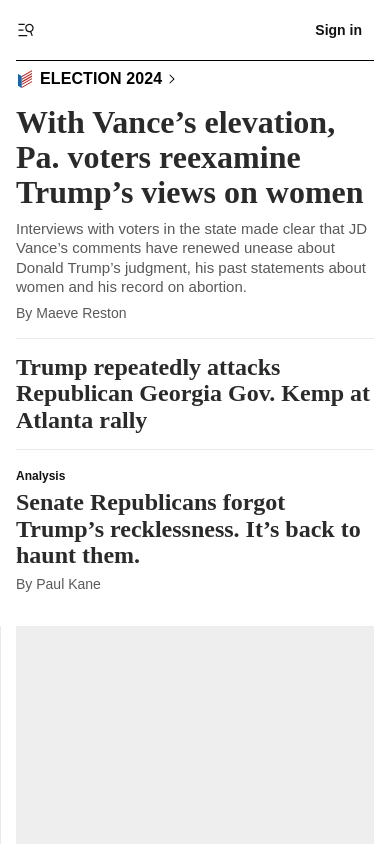 Sign in
ELECTION 2024
With Vance’s elevation,
Pa. voters reexamine
Trump’s views on women
Interviews with voters in the state made clear that JD
Vance’s comments have renewed unease about
Donald Trump’s judgment, his past statements about
women and his record on abortion.
By Maeve Reston
Trump repeatedly attacks
Republican Georgia Gov. Kemp at
Atlanta rally
Analysis
Senate Republicans forgot
Trump’s recklessness. It’s back to
haunt them.
By Paul Kane